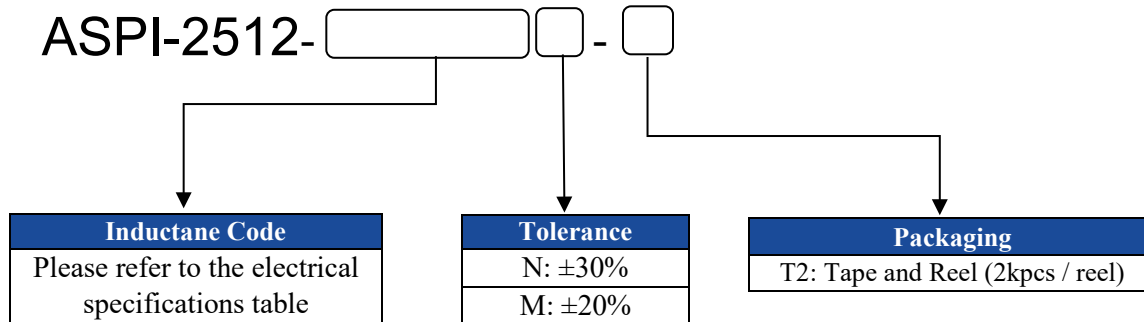 ASPI-2512- -
Inductane Code
Please refer to the electrical
specifications table
Tolerance
N: ±30%
M: ±20%
Packaging
T2: Tape and Reel (2kpcs / reel)